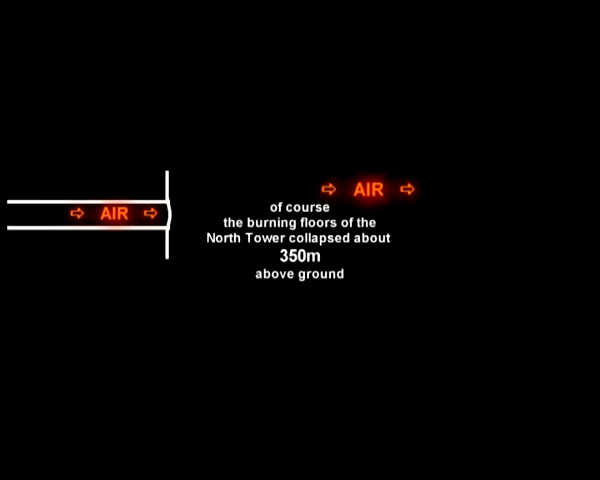 ⇨ AIR ⇨
⇨ AIR ⇨
of course
the burning floors of the
North Tower collapsed about
350m
above ground